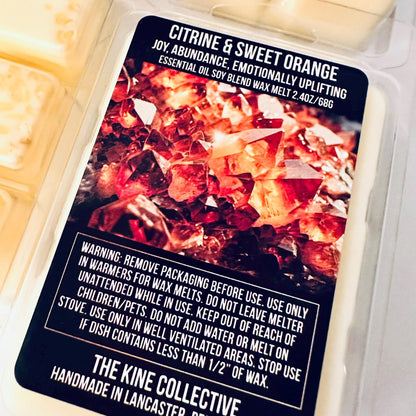 CITRINE & SWEET ORANGE
JOY, ABUNDANCE, EMOTIONALLY UPLIFTING
ESSENTIAL OIL SOY BLEND WAX MELT 2.4OZ/68G
WARNING: REMOVE PACKAGING BEFORE USE. USE ONLY
IN WARMERS FOR WAX MELTS. DO NOT LEAVE MELTER
UNATTENDED WHILE IN USE. KEEP OUT OF REACH OF
CHILDREN/PETS. DO NOT ADD WATER OR MELT ON
STOVE. USE ONLY IN WELL VENTILATED AREAS. STOP USE
IF DISH CONTAINS LESS THAN 1/2" OF WAX.
THE KINE COLLECTIVE
HANDMADE IN LANCASTER,